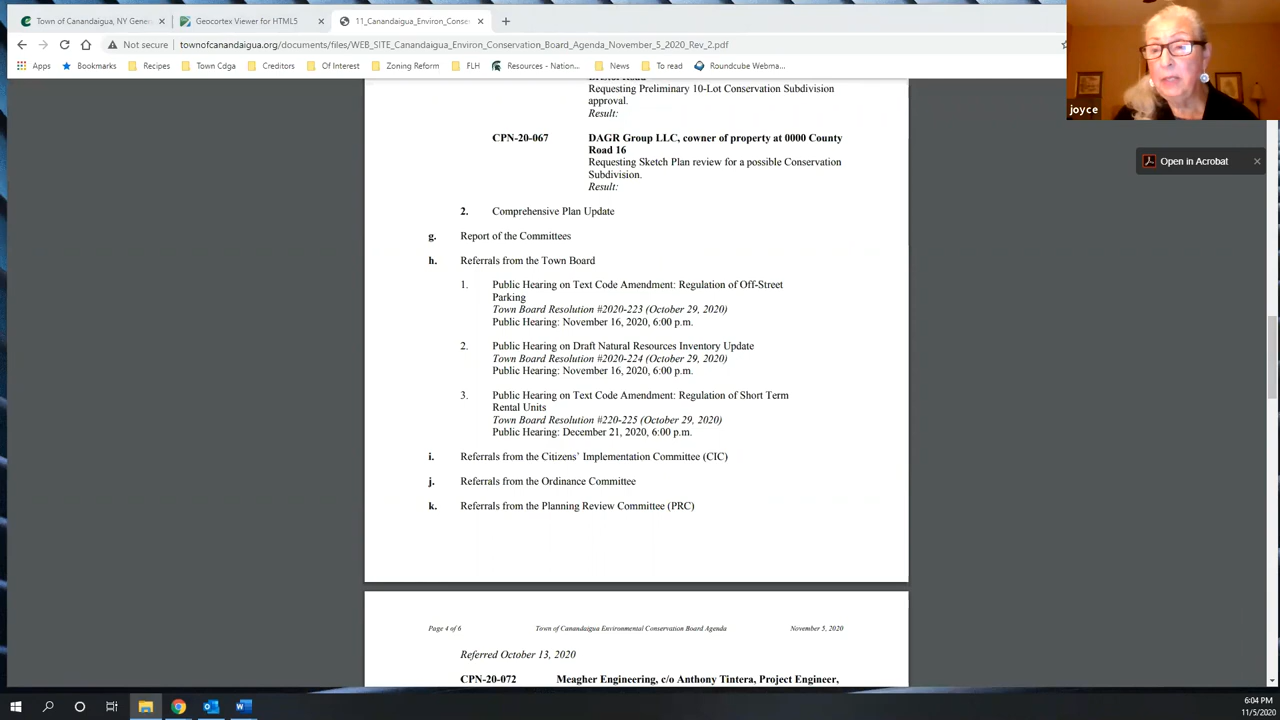 Town of Canandaigua, NY Gener
Geocortex Viewer for HTML5
11_Canandaigua_Environ_Conse
Not secure
townofcanandaigua.org/documents/files/WEB_SITE_Canandaigua_Environ_Conservation_Board_Agenda_November_5_2020_Rev_2.pdf
Apps
Bookmarks
Recipes
Town Cdga
Creditors
Of Interest
Zoning Reform
FLH
Resources - Nation...
News
To read
Roundcube Webma...
joyce
Open in Acrobat
Requesting Preliminary 10-Lot Conservation Subdivision
approval.
Result:
CPN-20-067 DAGR Group LLC, cowner of property at 0000 County
Road 16
Requesting Sketch Plan review for a possible Conservation
Subdivision.
Result:
2. Comprehensive Plan Update
g. Report of the Committees
h. Referrals from the Town Board
1. Public Hearing on Text Code Amendment: Regulation of Off-Street
Parking
Town Board Resolution #2020-223 (October 29, 2020)
Public Hearing: November 16, 2020, 6:00 p.m.
2. Public Hearing on Draft Natural Resources Inventory Update
Town Board Resolution #2020-224 (October 29, 2020)
Public Hearing: November 16, 2020, 6:00 p.m.
3. Public Hearing on Text Code Amendment: Regulation of Short Term
Rental Units
Town Board Resolution #220-225 (October 29, 2020)
Public Hearing: December 21, 2020, 6:00 p.m.
i. Referrals from the Citizens' Implementation Committee (CIC)
j. Referrals from the Ordinance Committee
k. Referrals from the Planning Review Committee (PRC)
Page 4 of 6 Town of Canandaigua Environmental Conservation Board Agenda November 5, 2020
Referred October 13, 2020
CPN-20-072 Meagher Engineering, c/o Anthony Tintera, Project Engineer,
6:04 PM
11/5/2020